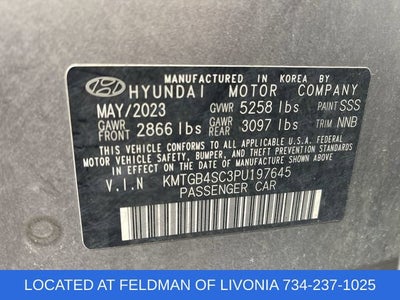 MANUFACTURED IN KOREA BY
HYUNDAI MOTOR COMPANY
MAY/2023 GVWR 5258 lbs PAINT SSS
GAWR FRONT 2866 lbs GAWR REAR 3097 lbs TRIM NNB
THIS VEHICLE CONFORMS TO ALL APPLICABLE U.S.A. FEDERAL
MOTOR VEHICLE SAFETY, BUMPER, AND THEFT PREVENTION
STANDARDS IN EFFECT ON THE DATE OF MANUFACTURE
SHOWN ABOVE.
V.I.N KMTGB4SC3PU197645
PASSENGER CAR
LOCATED AT FELDMAN OF LIVONIA 734-237-1025